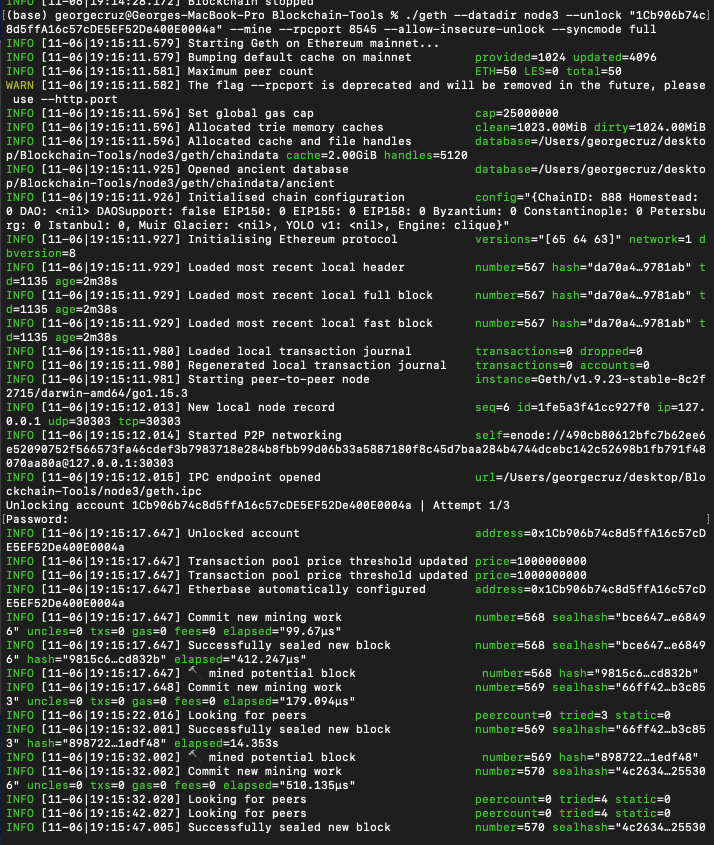 INFO [11-06|19:14:28.172] Blockchain stopped
(base) georgecruz@Georges-MacBook-Pro Blockchain-Tools % ./geth --datadir node3 --unlock "1Cb906b74c
8d5ffA16c57cDE5EF52De400E0004a" --mine --rpcport 8545 --allow-insecure-unlock --syncmode full
INFO [11-06|19:15:11.579] Starting Geth on Ethereum mainnet...
INFO [11-06|19:15:11.579] Bumping default cache on mainnet provided=1024 updated=4096
INFO [11-06|19:15:11.581] Maximum peer count ETH=50 LES=0 total=50
WARN [11-06|19:15:11.582] The flag --rpcport is deprecated and will be removed in the future, please
use --http.port
INFO [11-06|19:15:11.596] Set global gas cap cap=25000000
INFO [11-06|19:15:11.596] Allocated trie memory caches clean=1023.00MiB dirty=1024.00MiB
INFO [11-06|19:15:11.596] Allocated cache and file handles database=/Users/georgecruz/deskto
p/Blockchain-Tools/node3/geth/chaindata cache=2.00GiB handles=5120
INFO [11-06|19:15:11.925] Opened ancient database database=/Users/georgecruz/deskto
p/Blockchain-Tools/node3/geth/chaindata/ancient
INFO [11-06|19:15:11.926] Initialised chain configuration config="{ChainID: 888 Homestead:
0 DAO: <nil> DAOSupport: false EIP150: 0 EIP155: 0 EIP158: 0 Byzantium: 0 Constantinople: 0 Petersbu
rg: 0 Istanbul: 0, Muir Glacier: <nil>, YOLO v1: <nil>, Engine: clique}"
INFO [11-06|19:15:11.927] Initialising Ethereum protocol versions="[65 64 63]" network=1 d
bversion=8
INFO [11-06|19:15:11.929] Loaded most recent local header number=567 hash="da70a4…9781ab" t
d=1135 age=2m38s
INFO [11-06|19:15:11.929] Loaded most recent local full block number=567 hash="da70a4…9781ab" t
d=1135 age=2m38s
INFO [11-06|19:15:11.929] Loaded most recent local fast block number=567 hash="da70a4…9781ab" t
d=1135 age=2m38s
INFO [11-06|19:15:11.980] Loaded local transaction journal transactions=0 dropped=0
INFO [11-06|19:15:11.980] Regenerated local transaction journal transactions=0 accounts=0
INFO [11-06|19:15:11.981] Starting peer-to-peer node instance=Geth/v1.9.23-stable-8c2f
2715/darwin-amd64/go1.15.3
INFO [11-06|19:15:12.013] New local node record seq=6 id=1fe5a3f41cc927f0 ip=127.
0.0.1 udp=30303 tcp=30303
INFO [11-06|19:15:12.014] Started P2P networking self=enode://490cb80612bfc7b62ee6
e52090752f566573fa46cdef3b7983718e284b8fbb99d06b33a5887180f8c45d7baa284b4744dcebc142c52698b1fb791f48
070aa80a@127.0.0.1:30303
INFO [11-06|19:15:12.015] IPC endpoint opened url=/Users/georgecruz/desktop/Blo
ckchain-Tools/node3/geth.ipc
Unlocking account 1Cb906b74c8d5ffA16c57cDE5EF52De400E0004a | Attempt 1/3
Password:
INFO [11-06|19:15:17.647] Unlocked account address=0x1Cb906b74c8d5ffA16c57cD
E5EF52De400E0004a
INFO [11-06|19:15:17.647] Transaction pool price threshold updated price=1000000000
INFO [11-06|19:15:17.647] Transaction pool price threshold updated price=1000000000
INFO [11-06|19:15:17.647] Etherbase automatically configured address=0x1Cb906b74c8d5ffA16c57cD
E5EF52De400E0004a
INFO [11-06|19:15:17.647] Commit new mining work number=568 sealhash="bce647…e6849
6" uncles=0 txs=0 gas=0 fees=0 elapsed="99.67µs"
INFO [11-06|19:15:17.647] Successfully sealed new block number=568 sealhash="bce647…e6849
6" hash="9815c6…cd832b" elapsed="412.247µs"
INFO [11-06|19:15:17.647] 🔨 mined potential block number=568 hash="9815c6…cd832b"
INFO [11-06|19:15:17.648] Commit new mining work number=569 sealhash="66ff42…b3c85
3" uncles=0 txs=0 gas=0 fees=0 elapsed="179.094µs"
INFO [11-06|19:15:22.016] Looking for peers peercount=0 tried=3 static=0
INFO [11-06|19:15:32.001] Successfully sealed new block number=569 sealhash="66ff42…b3c85
3" hash="898722…1edf48" elapsed=14.353s
INFO [11-06|19:15:32.002] 🔨 mined potential block number=569 hash="898722…1edf48"
INFO [11-06|19:15:32.002] Commit new mining work number=570 sealhash="4c2634…25530
6" uncles=0 txs=0 gas=0 fees=0 elapsed="510.135µs"
INFO [11-06|19:15:32.020] Looking for peers peercount=0 tried=4 static=0
INFO [11-06|19:15:42.027] Looking for peers peercount=0 tried=4 static=0
INFO [11-06|19:15:47.005] Successfully sealed new block number=570 sealhash="4c2634…25530